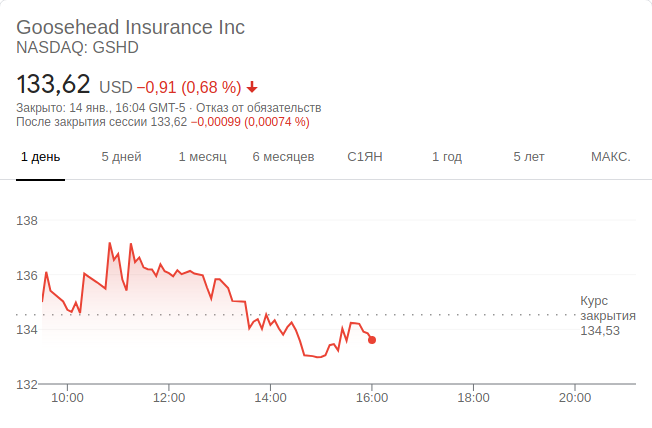 Goosehead Insurance Inc
NASDAQ: GSHD
133,62 USD −0,91 (0,68 %)
Закрыто: 14 янв., 16:04 GMT-5 · Отказ от обязательств
После закрытия сессии 133,62 −0,00099 (0,00074 %)
1 день 5 дней 1 месяц 6 месяцев С1ЯН 1 год 5 лет МАКС.
138
136
134
132
Курс
закрытия
134,53
10:00 12:00 14:00 16:00 18:00 20:00